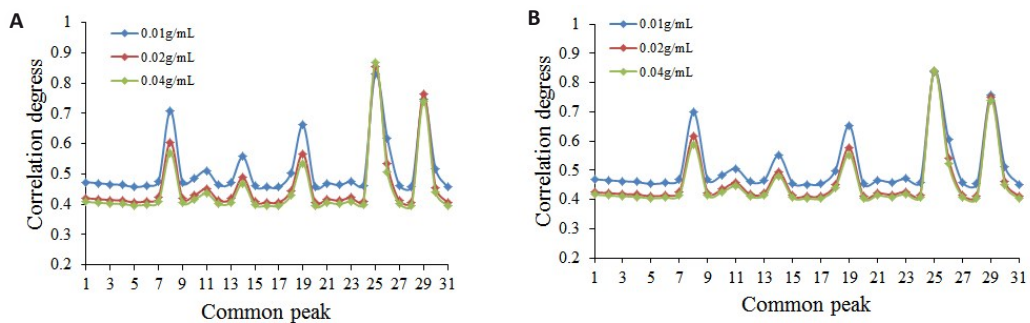 A
Correlation degress
1
0.9
0.8
0.7
0.6
0.5
0.4
0.3
0.2
0.01g/mL
0.02g/mL
0.04g/mL
1 3 5 7 9 11 13 15 17 19 21 23 25 27 29 31
Common peak
B
Correlation degress
1
0.9
0.8
0.7
0.6
0.5
0.4
0.3
0.2
0.01g/mL
0.02g/mL
0.04g/mL
1 3 5 7 9 11 13 15 17 19 21 23 25 27 29 31
Common peak